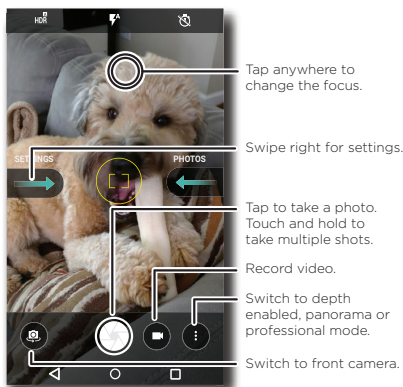 HDR
A
Tap anywhere to
change the focus.
SETTINGS
PHOTOS
Swipe right for settings.
Tap to take a photo.
Touch and hold to
take multiple shots.
Record video.
Switch to depth
enabled, panorama or
professional mode.
Switch to front camera.